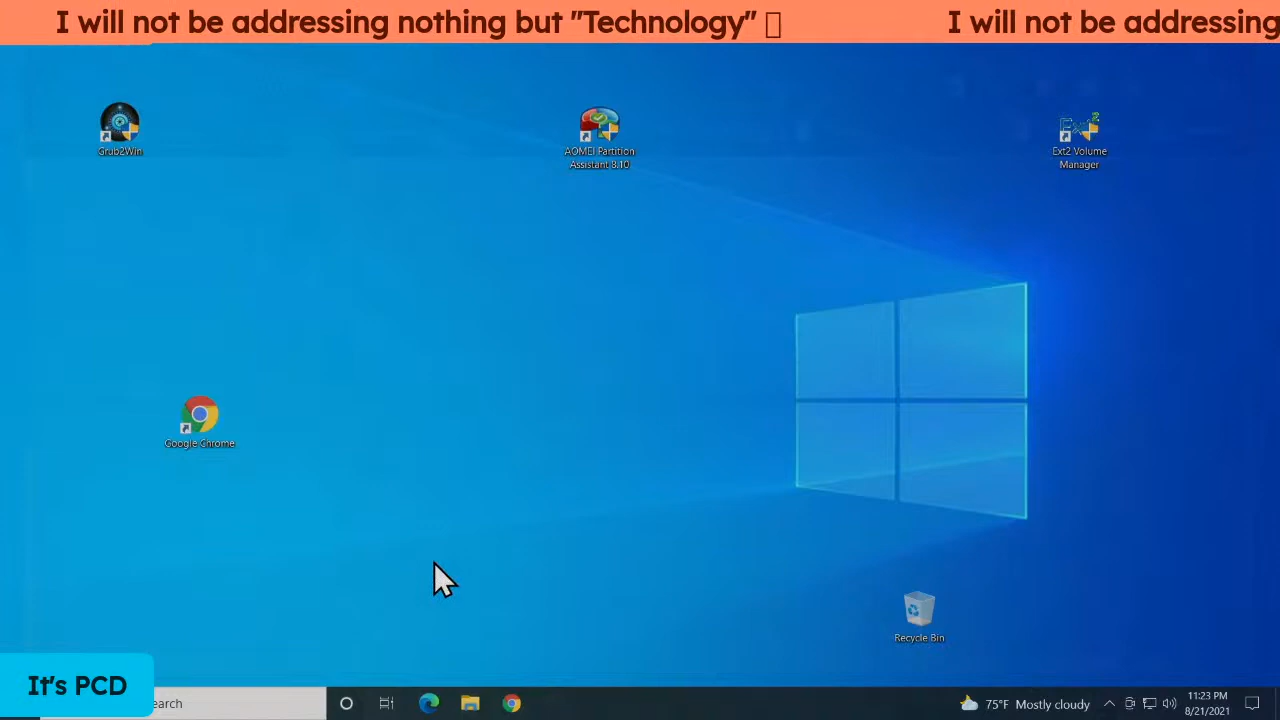 I will not be addressing nothing but "Technology"
I will not be addressing
Grub2Win
AOMEI Partition
Assistant 8.10
Ext2 Volume
Manager
Google Chrome
Recycle Bin
It's PCD
earch
75°F Mostly cloudy
11:23 PM
8/21/2021